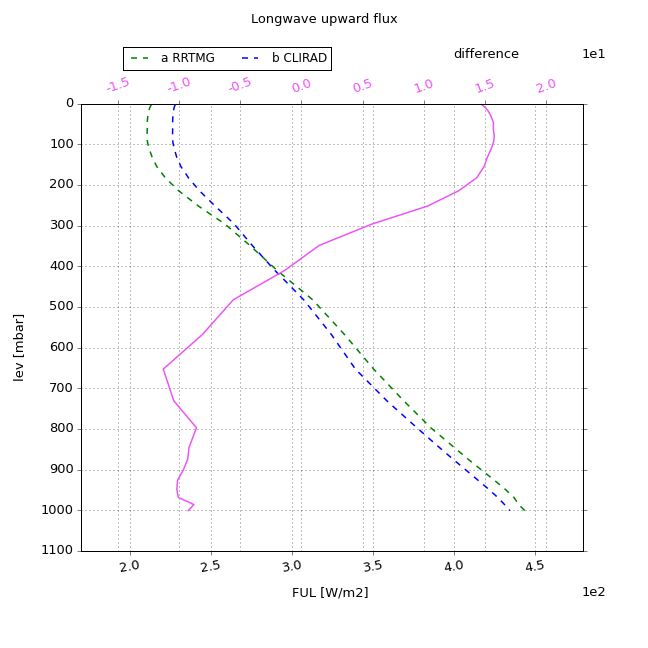 Longwave upward flux
a RRTMG b CLIRAD
difference 1e1
-1.5 -1.0 -0.5 0.0 0.5 1.0 1.5 2.0
0
100
200
300
400
500
600
700
800
900
1000
1100
lev [mbar]
2.0 2.5 3.0 3.5 4.0 4.5
FUL [W/m2] 1e2